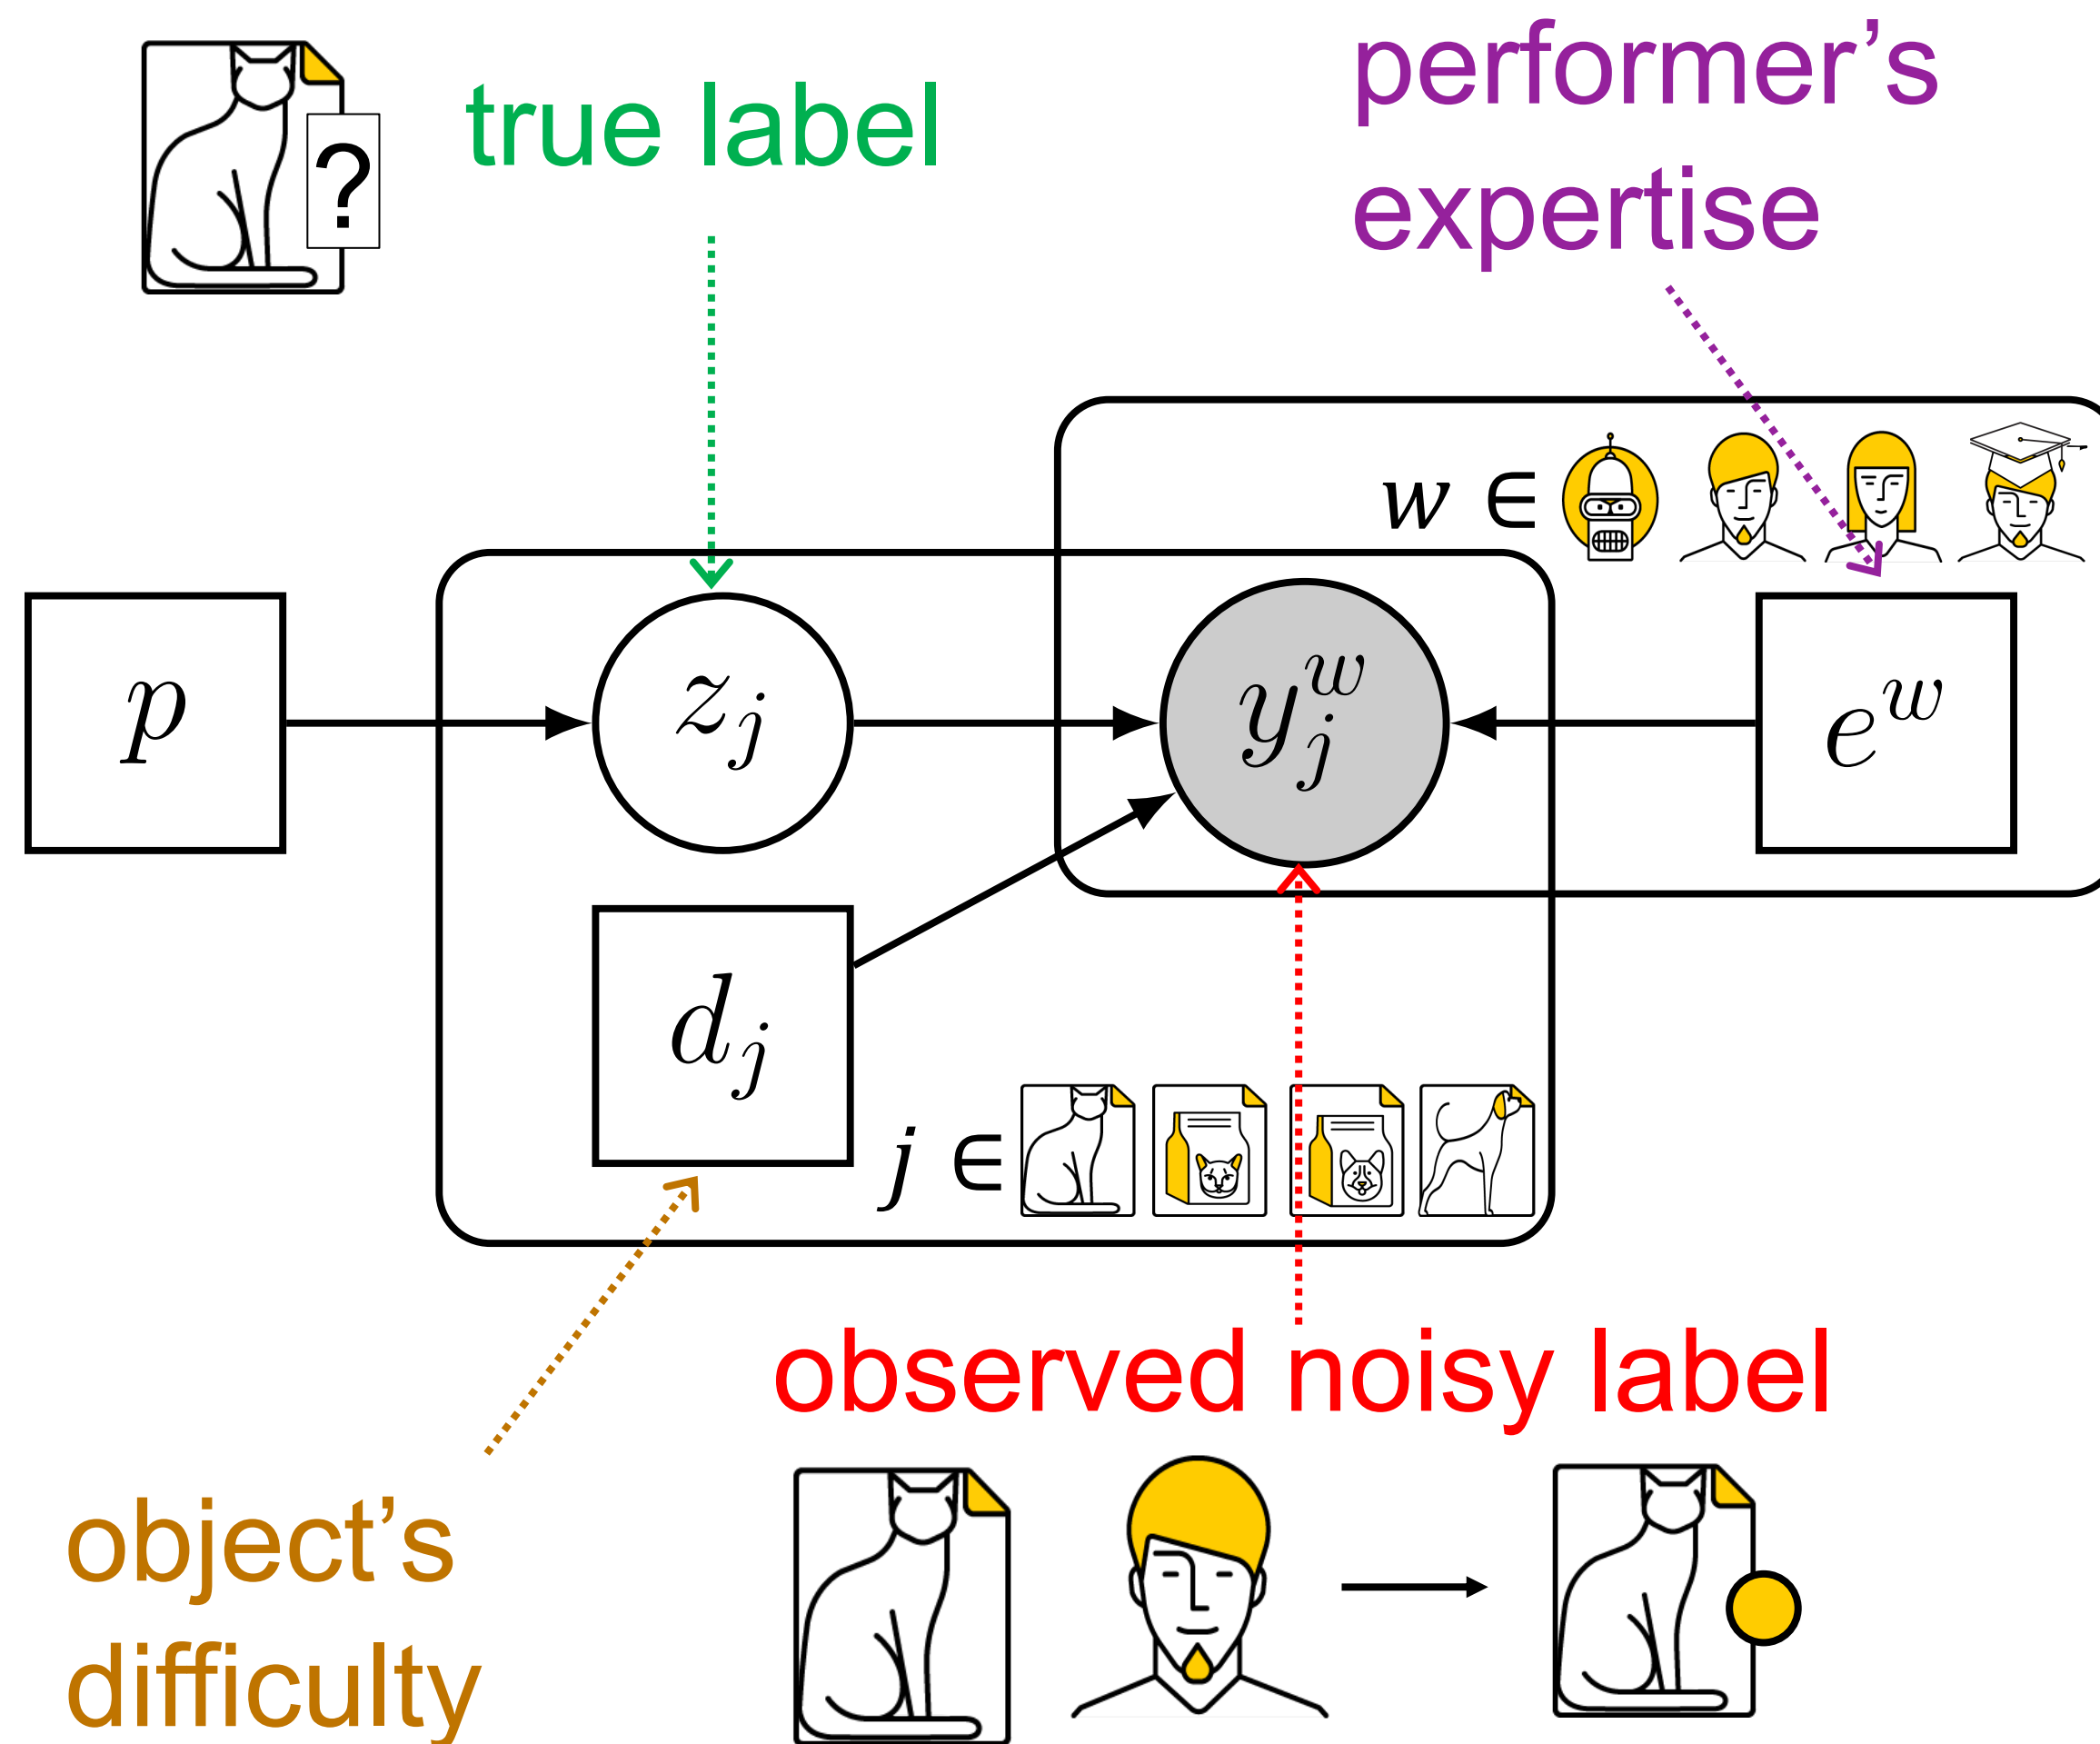 performer’s
expertise
true label
?
w ∈
p
z_j
y_j^w
e^w
d_j
j ∈
observed noisy label
object’s
difficulty